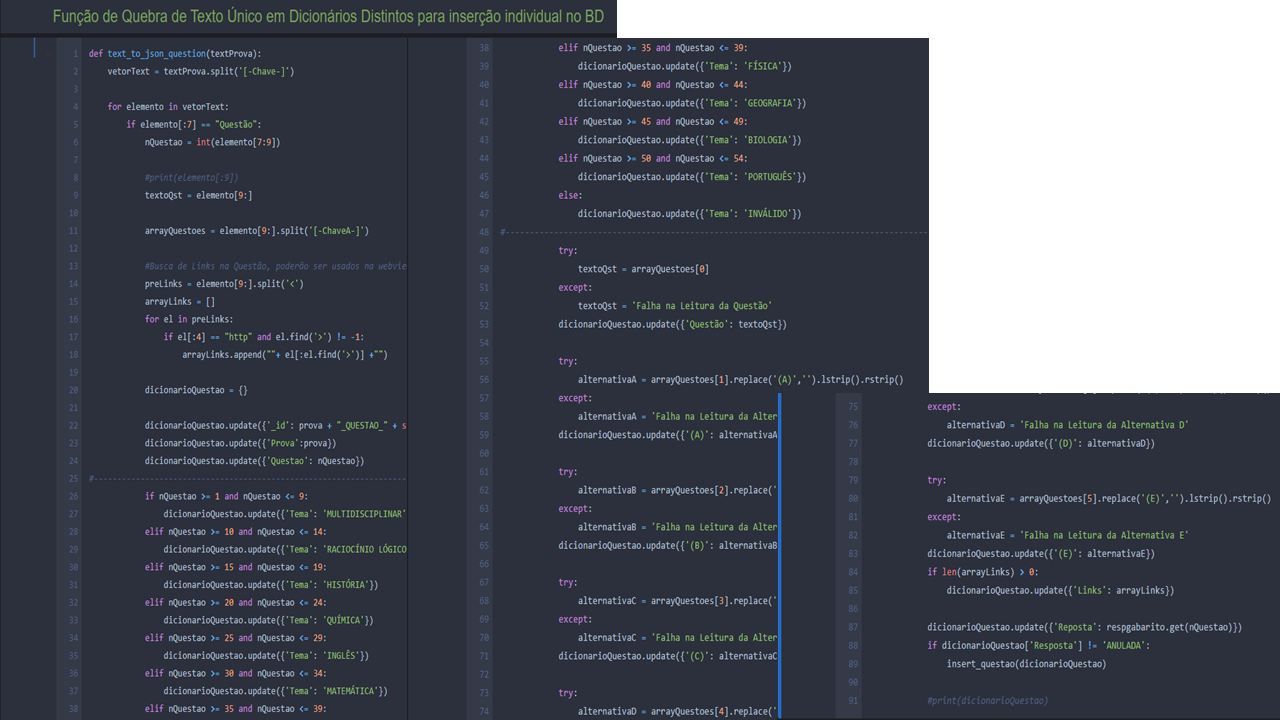 Função de Quebra de Texto Único em Dicionários Distintos para inserção individual no BD
1 def text_to_json_question(textProva):
2 vetorText = textProva.split('[-Chave-]')
3
4 for elemento in vetorText:
5 if elemento[:7] == "Questão":
6 nQuestao = int(elemento[7:9])
7
8 #print(elemento[:9])
9 textoQst = elemento[9:]
10
11 arrayQuestoes = elemento[9:].split('[-ChaveA-]')
12
13 #Busca de Links na Questão, poderão ser usados na webvie
14 preLinks = elemento[9:].split('<')
15 arrayLinks = []
16 for el in preLinks:
17 if el[:4] == "http" and el.find('>') != -1:
18 arrayLinks.append(""+ el[:el.find('>')] +"")
19
20 dicionarioQuestao = {}
21
22 dicionarioQuestao.update({'_id': prova + "_QUESTAO_" + s
23 dicionarioQuestao.update({'Prova':prova})
24 dicionarioQuestao.update({'Questao': nQuestao})
25 #------------------------------------------------------------
26 if nQuestao >= 1 and nQuestao <= 9:
27 dicionarioQuestao.update({'Tema': 'MULTIDISCIPLINAR'
28 elif nQuestao >= 10 and nQuestao <= 14:
29 dicionarioQuestao.update({'Tema': 'RACIOCÍNIO LÓGICO
30 elif nQuestao >= 15 and nQuestao <= 19:
31 dicionarioQuestao.update({'Tema': 'HISTÓRIA'})
32 elif nQuestao >= 20 and nQuestao <= 24:
33 dicionarioQuestao.update({'Tema': 'QUÍMICA'})
34 elif nQuestao >= 25 and nQuestao <= 29:
35 dicionarioQuestao.update({'Tema': 'INGLÊS'})
36 elif nQuestao >= 30 and nQuestao <= 34:
37 dicionarioQuestao.update({'Tema': 'MATEMÁTICA'})
38 elif nQuestao >= 35 and nQuestao <= 39:
38 elif nQuestao >= 35 and nQuestao <= 39:
39 dicionarioQuestao.update({'Tema': 'FÍSICA'})
40 elif nQuestao >= 40 and nQuestao <= 44:
41 dicionarioQuestao.update({'Tema': 'GEOGRAFIA'})
42 elif nQuestao >= 45 and nQuestao <= 49:
43 dicionarioQuestao.update({'Tema': 'BIOLOGIA'})
44 elif nQuestao >= 50 and nQuestao <= 54:
45 dicionarioQuestao.update({'Tema': 'PORTUGUÊS'})
46 else:
47 dicionarioQuestao.update({'Tema': 'INVÁLIDO'})
48 #------------------------------------------------------------
49 try:
50 textoQst = arrayQuestoes[0]
51 except:
52 textoQst = 'Falha na Leitura da Questão'
53 dicionarioQuestao.update({'Questão': textoQst})
54
55 try:
56 alternativaA = arrayQuestoes[1].replace('(A)','').lstrip().rstrip()
57 except:
58 alternativaA = 'Falha na Leitura da Alter
59 dicionarioQuestao.update({'(A)': alternativaA
60
61 try:
62 alternativaB = arrayQuestoes[2].replace('
63 except:
64 alternativaB = 'Falha na Leitura da Alter
65 dicionarioQuestao.update({'(B)': alternativaB
66
67 try:
68 alternativaC = arrayQuestoes[3].replace('
69 except:
70 alternativaC = 'Falha na Leitura da Alter
71 dicionarioQuestao.update({'(C)': alternativaC
72
73 try:
74 alternativaD = arrayQuestoes[4].replace('
75 except:
76 alternativaD = 'Falha na Leitura da Alternativa D'
77 dicionarioQuestao.update({'(D)': alternativaD})
78
79 try:
80 alternativaE = arrayQuestoes[5].replace('(E)','').lstrip().rstrip()
81 except:
82 alternativaE = 'Falha na Leitura da Alternativa E'
83 dicionarioQuestao.update({'(E)': alternativaE})
84 if len(arrayLinks) > 0:
85 dicionarioQuestao.update({'Links': arrayLinks})
86
87 dicionarioQuestao.update({'Reposta': respgabarito.get(nQuestao)})
88 if dicionarioQuestao['Resposta'] != 'ANULADA':
89 insert_questao(dicionarioQuestao)
90
91 #print(dicionarioQuestao)